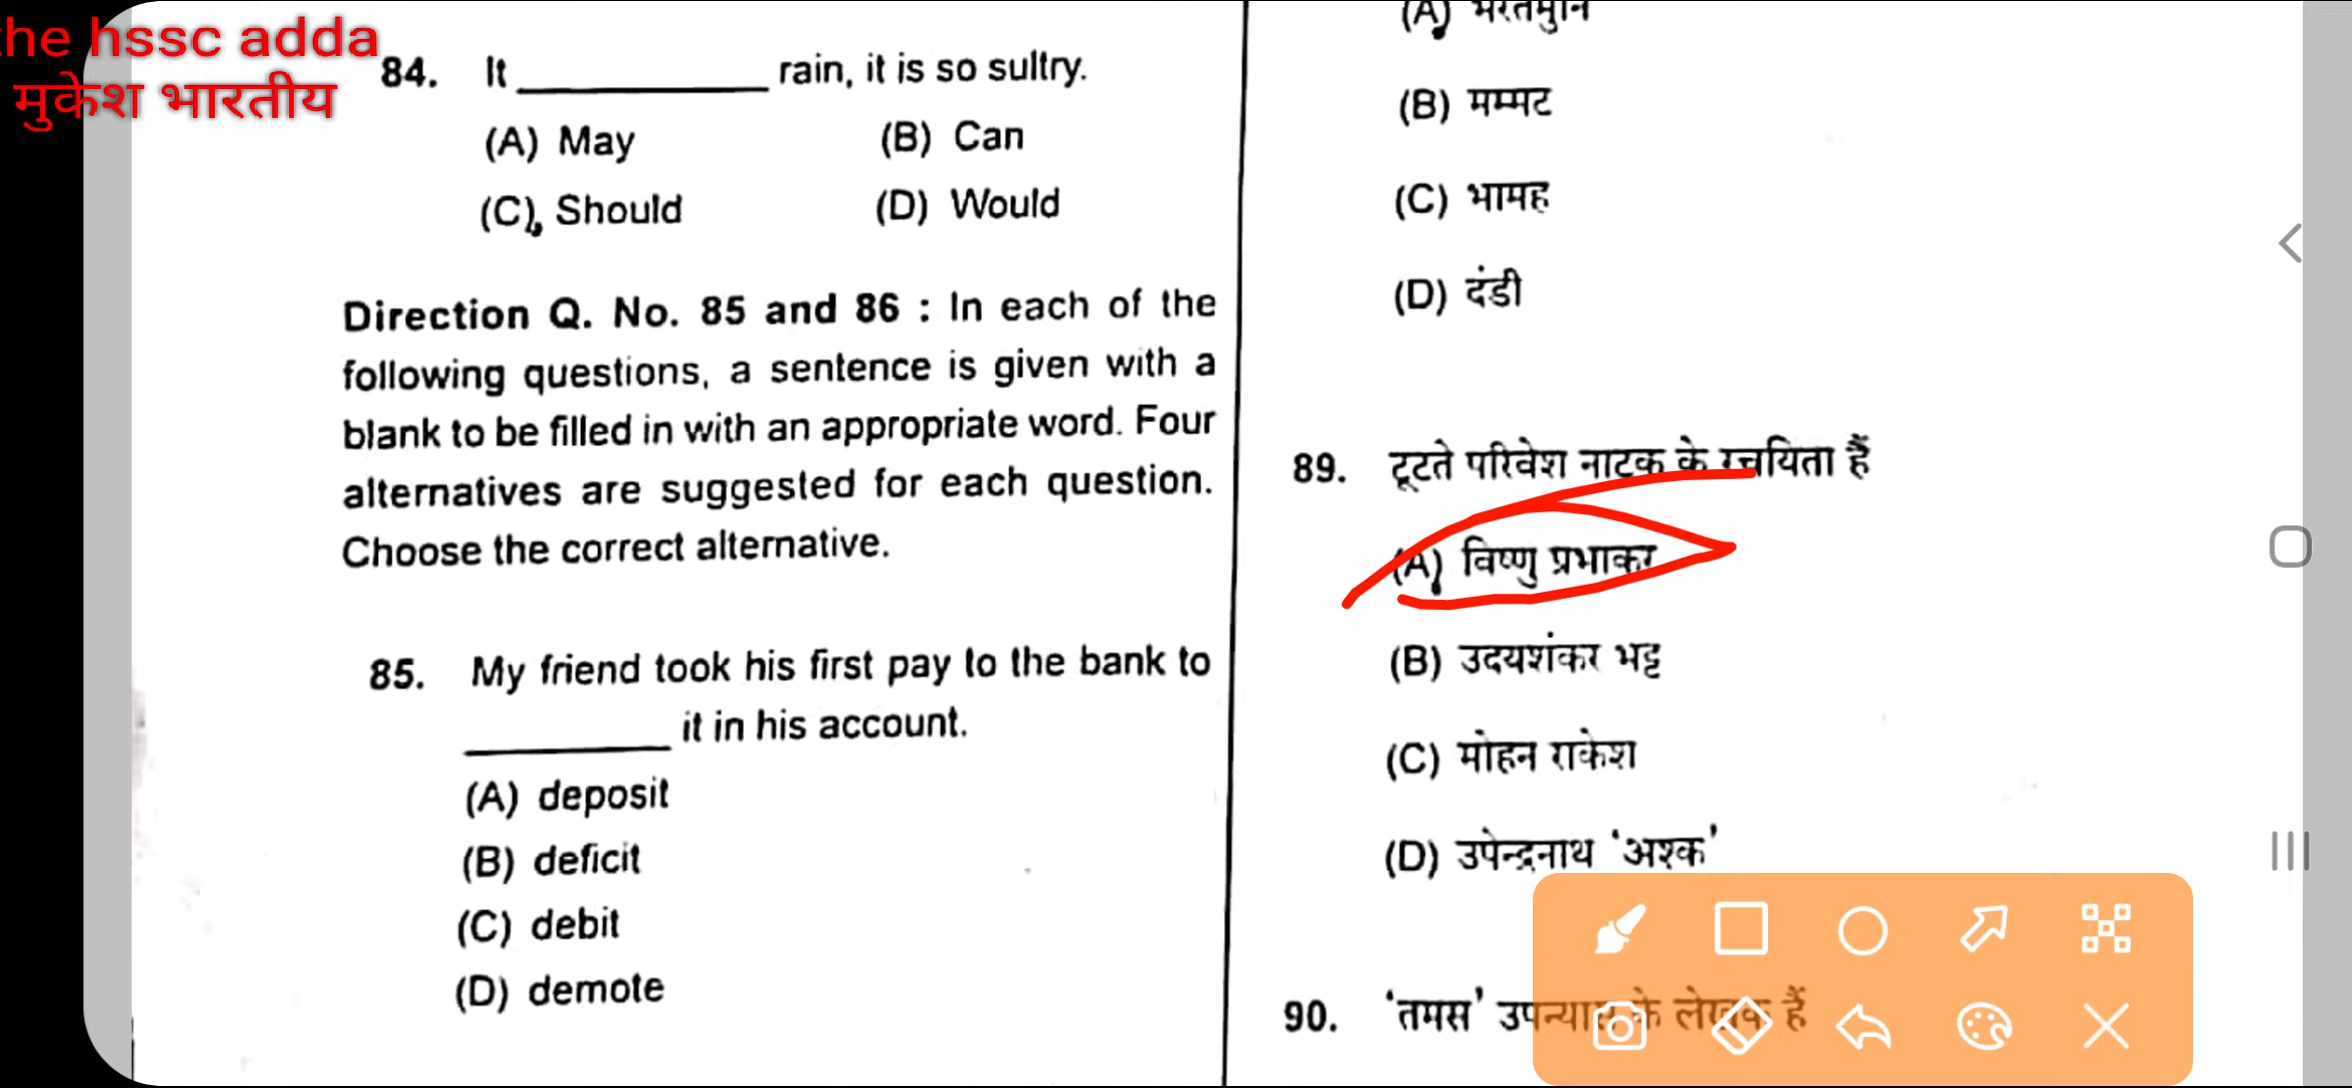 the hssc adda
मुकेश भारतीय
84. It ________ rain, it is so sultry.
(A) May (B) Can
(C) Should (D) Would
Direction Q. No. 85 and 86 : In each of the
following questions, a sentence is given with a
blank to be filled in with an appropriate word. Four
alternatives are suggested for each question.
Choose the correct alternative.
85. My friend took his first pay to the bank to
________ it in his account.
(A) deposit
(B) deficit
(C) debit
(D) demote
(A) भरतमुनि
(B) मम्मट
(C) भामह
(D) दंडी
89. टूटते परिवेश नाटक के रचयिता हैं
(A) विष्णु प्रभाकर
(B) उदयशंकर भट्ट
(C) मोहन राकेश
(D) उपेन्द्रनाथ ‘अश्क’
90. ‘तमस’ उपन्यास के लेखक हैं